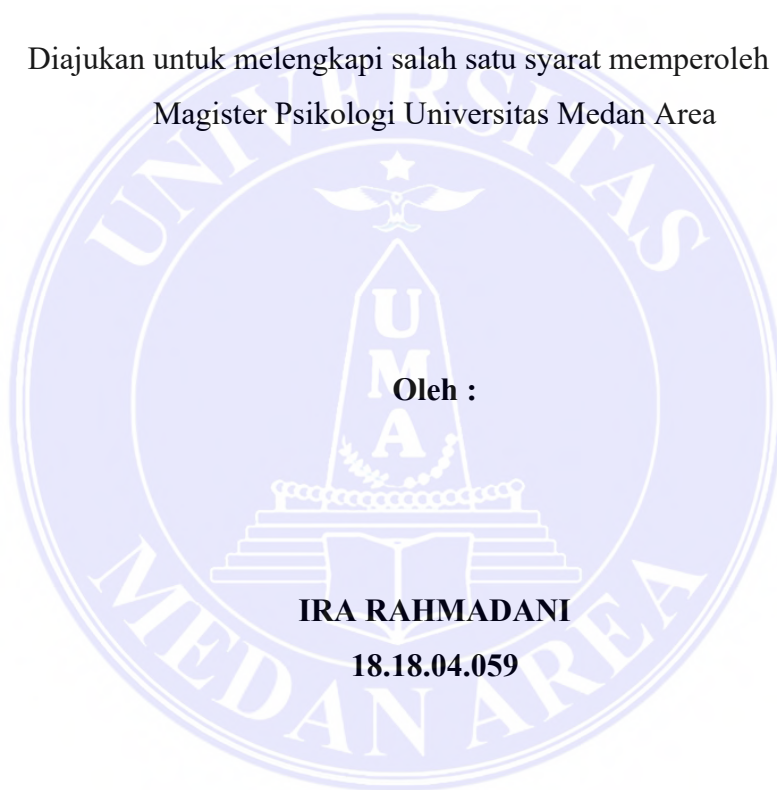 Diajukan untuk melengkapi salah satu syarat memperoleh
Magister Psikologi Universitas Medan Area
UNIVERSITAS
UMA
Oleh :
IRA RAHMADANI
18.18.04.059
MEDAN AREA